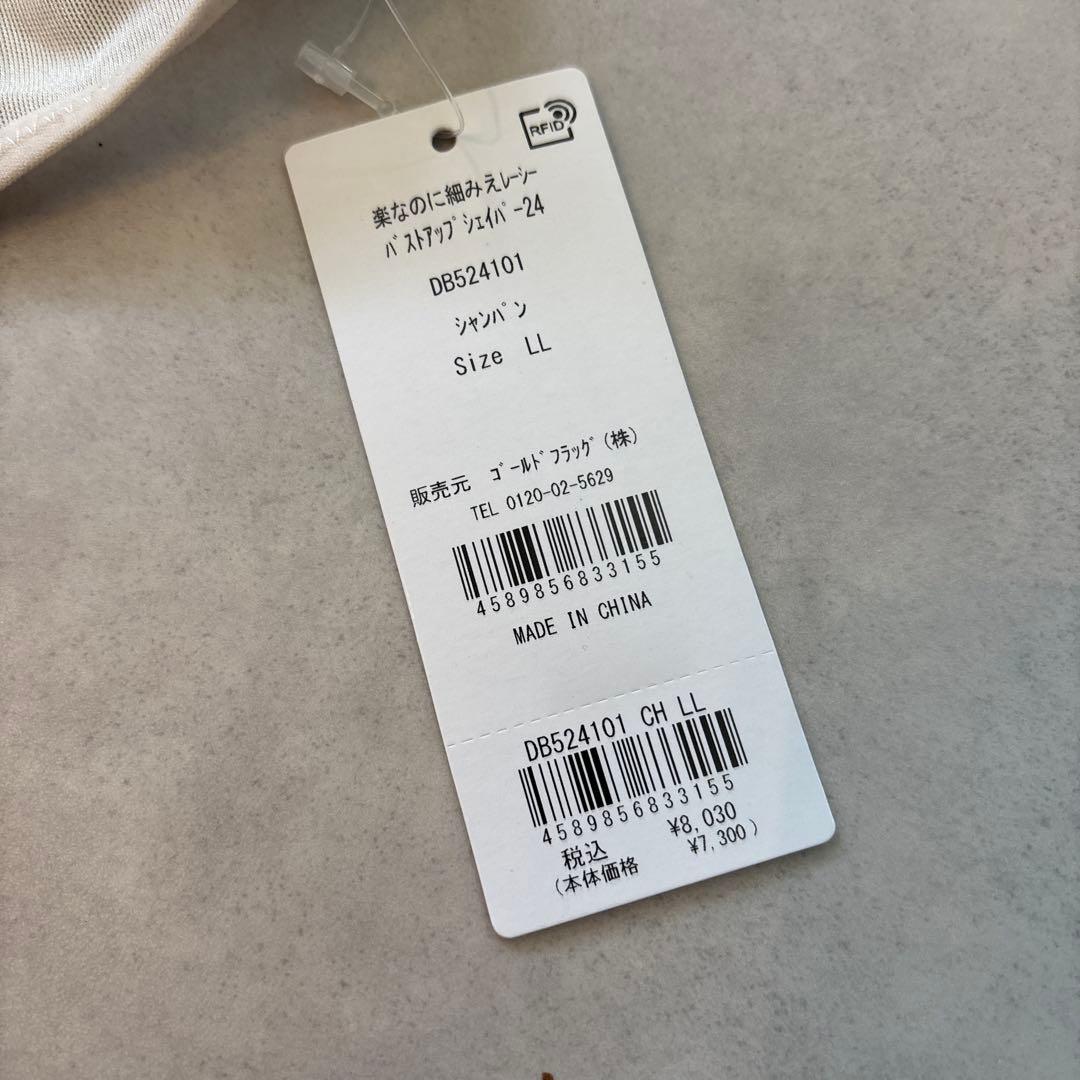 RFID
楽なのに細みえﾚｰｼｰ
ﾊﾞｽﾄｱｯﾌﾟｼｪｲﾊﾟｰ24
DB524101
ｼｬﾝﾊﾟﾝ
Size LL
販売元 ｺﾞｰﾙﾄﾞﾌﾗｯｸﾞ(株)
TEL 0120-02-5629
4589856833155
MADE IN CHINA
DB524101 CH LL
4589856833155
税込 ¥8,030
(本体価格 ¥7,300)